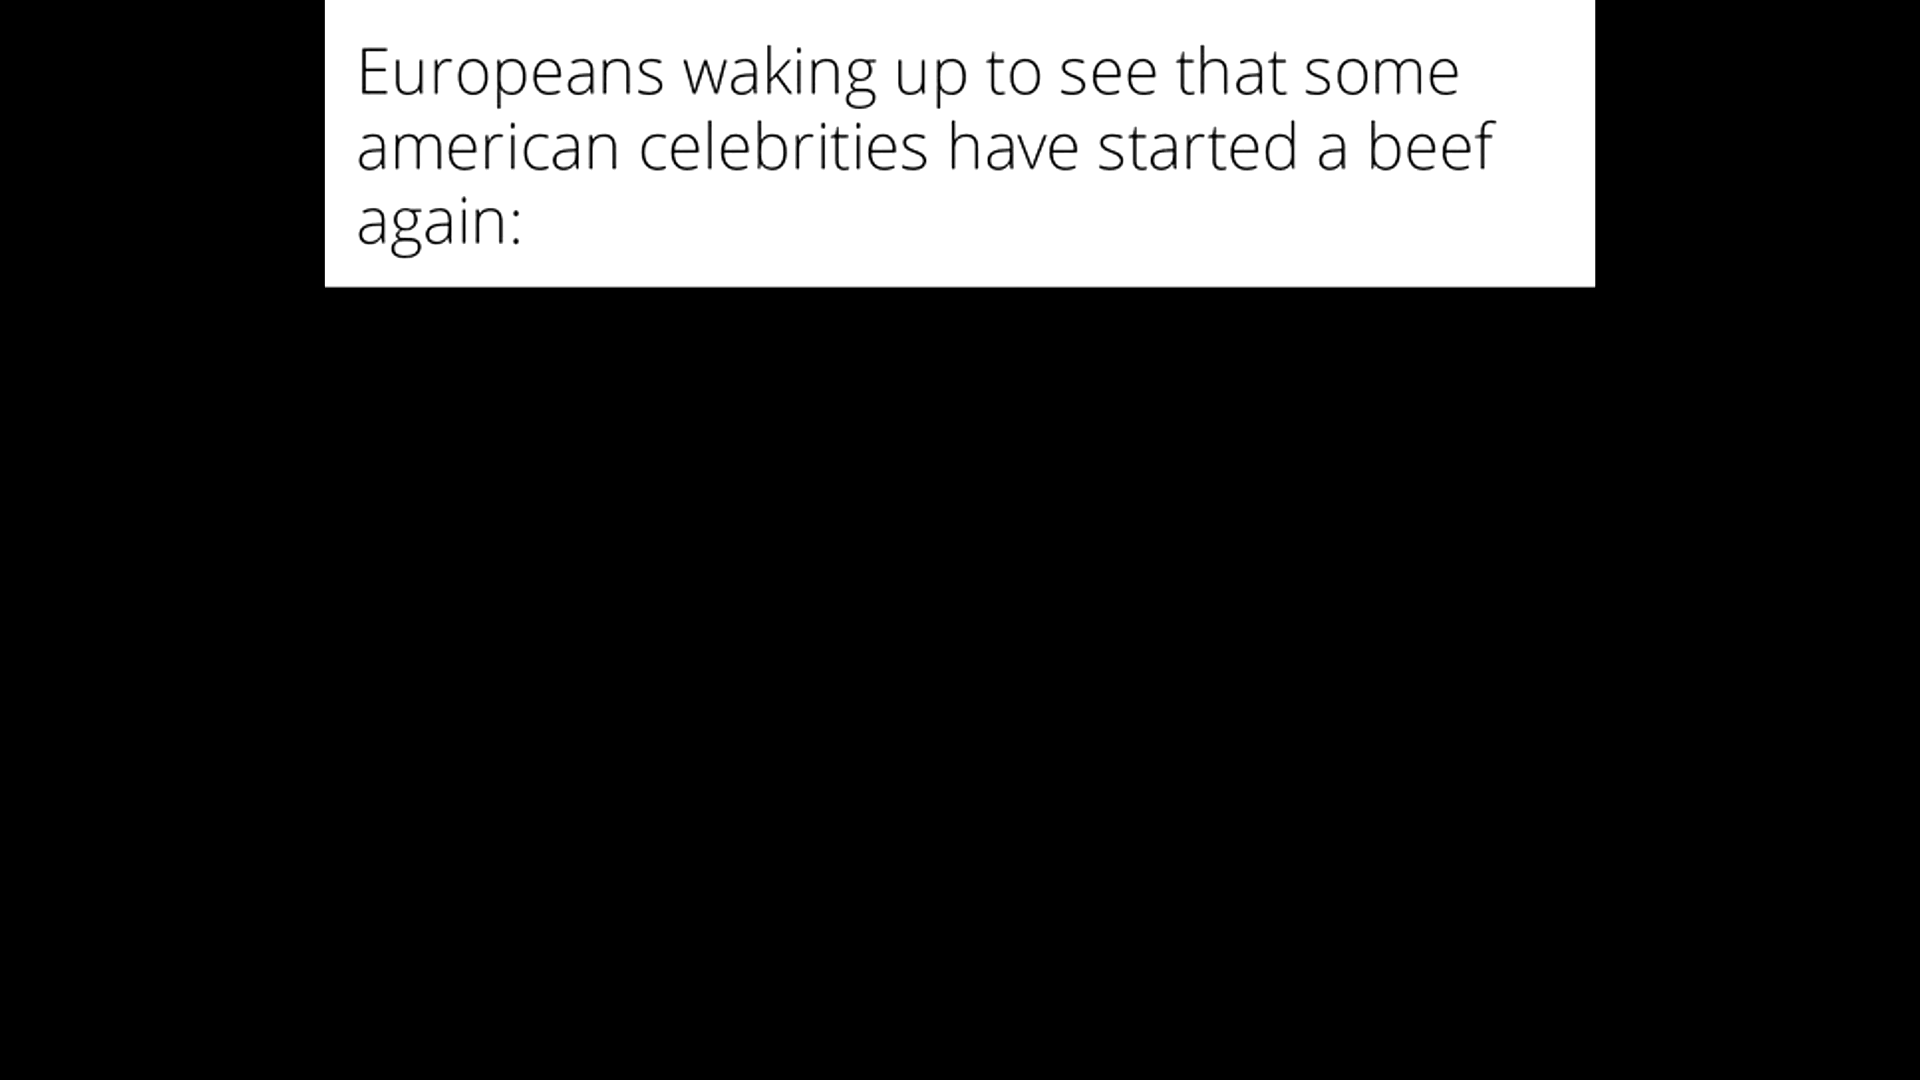 Europeans waking up to see that some
american celebrities have started a beef
again: